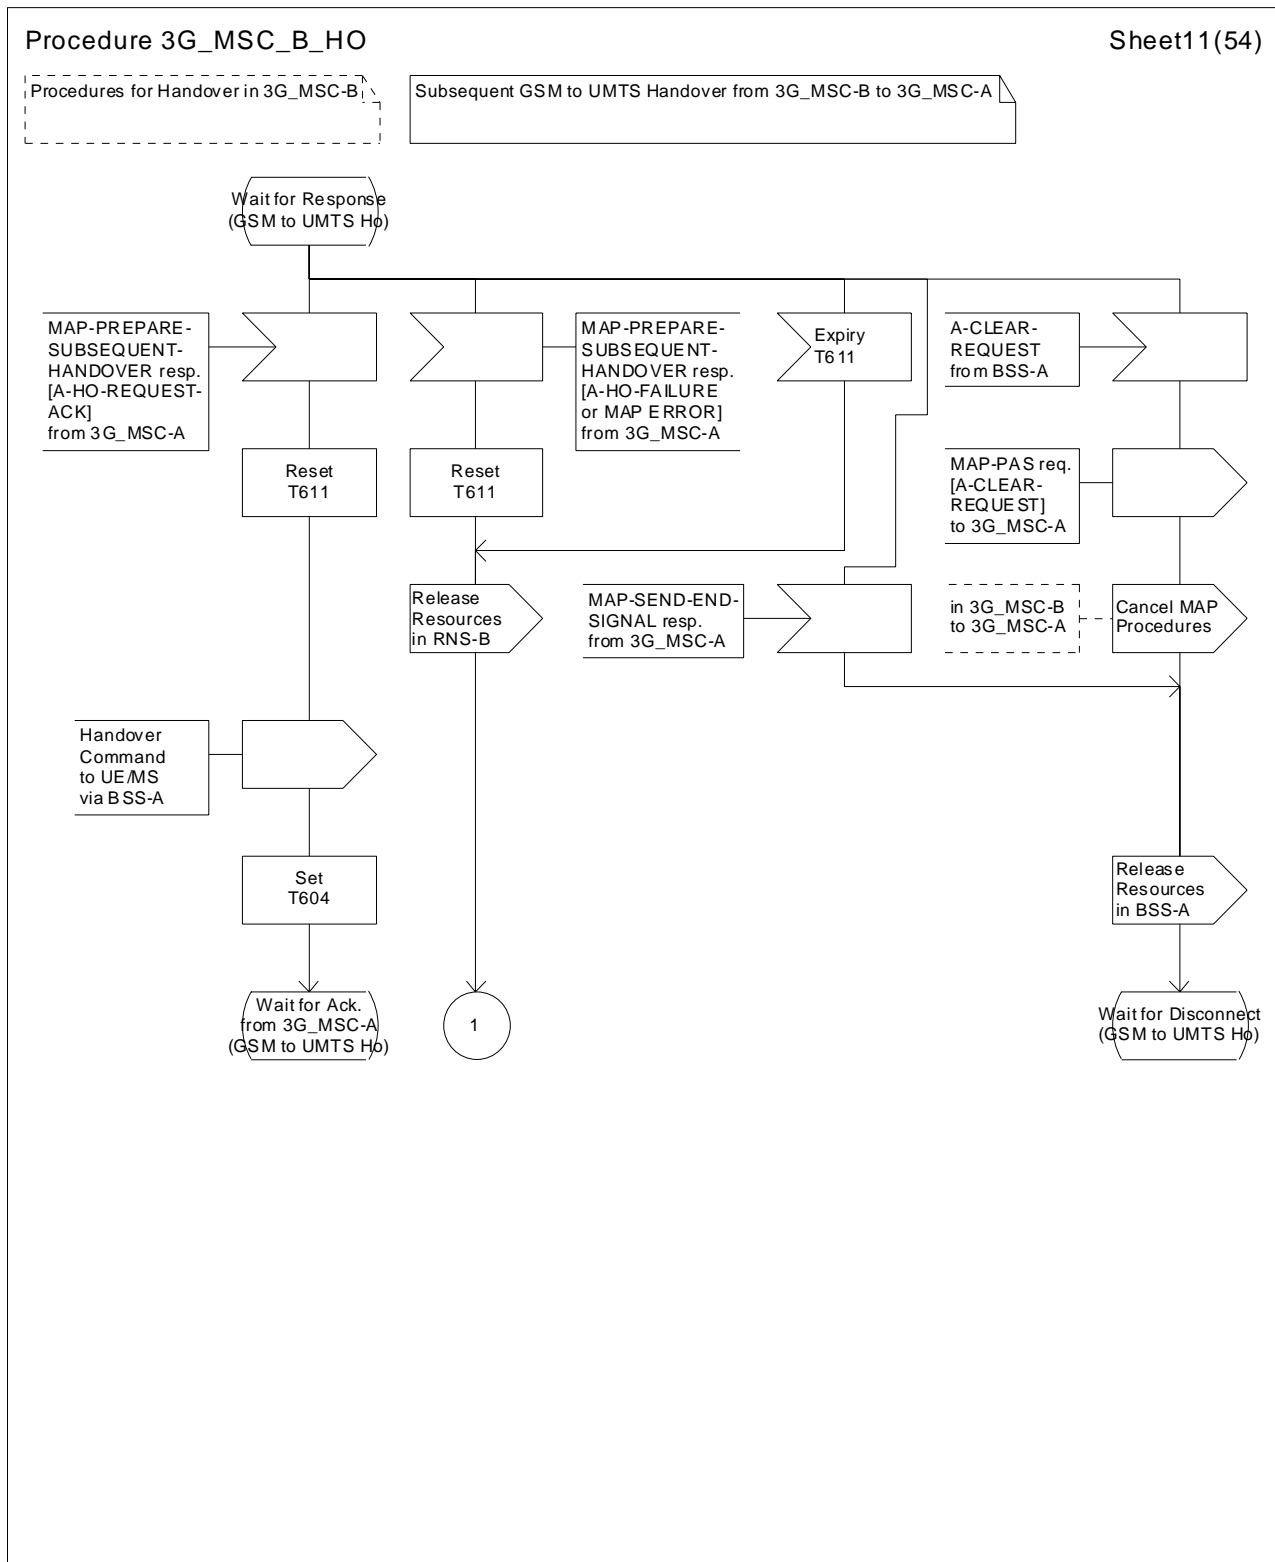 Procedure 3G_MSC_B_HO
Sheet11(54)
Procedures for Handover in 3G_MSC-B
Subsequent GSM to UMTS Handover from 3G_MSC-B to 3G_MSC-A
Wait for Response
(GSM to UMTS Ho)
MAP-PREPARE-
SUBSEQUENT-
HANDOVER resp.
[A-HO-REQUEST-
ACK]
from 3G_MSC-A
MAP-PREPARE-
SUBSEQUENT-
HANDOVER resp.
[A-HO-FAILURE
or MAP ERROR]
from 3G_MSC-A
Expiry
T611
A-CLEAR-
REQUEST
from BSS-A
Reset
T611
Reset
T611
MAP-PAS req.
[A-CLEAR-
REQUEST]
to 3G_MSC-A
Release
Resources
in RNS-B
MAP-SEND-END-
SIGNAL resp.
from 3G_MSC-A
in 3G_MSC-B
to 3G_MSC-A
Cancel MAP
Procedures
Handover
Command
to UE/MS
via BSS-A
Set
T604
Release
Resources
in BSS-A
Wait for Ack.
from 3G_MSC-A
(GSM to UMTS Ho)
1
Wait for Disconnect
(GSM to UMTS Ho)